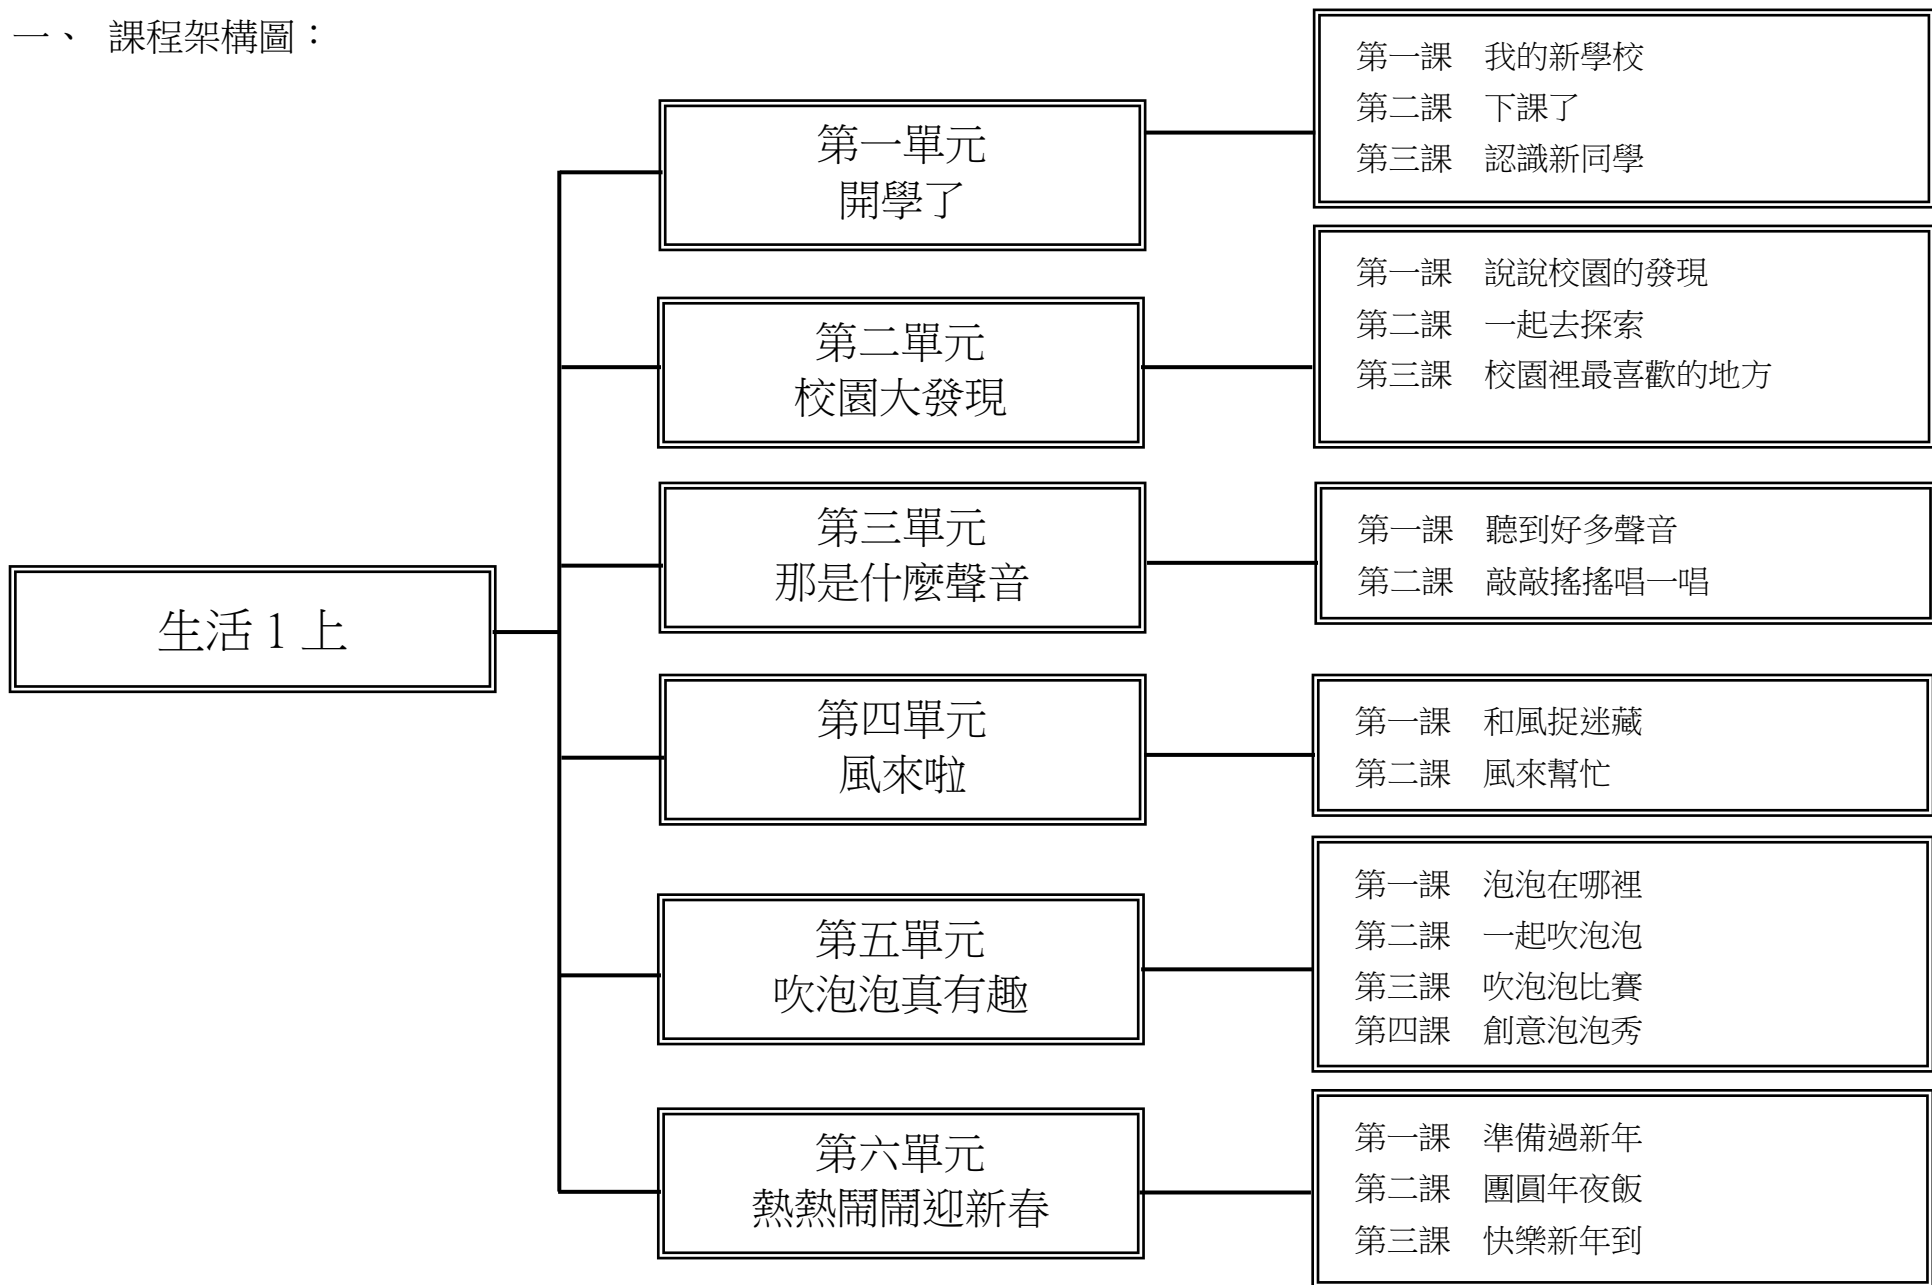 一、 課程架構圖：
生活 1 上
第一單元
開學了
第一課　我的新學校
第二課　下課了
第三課　認識新同學
第二單元
校園大發現
第一課　說說校園的發現
第二課　一起去探索
第三課　校園裡最喜歡的地方
第三單元
那是什麼聲音
第一課　聽到好多聲音
第二課　敲敲搖搖唱一唱
第四單元
風來啦
第一課　和風捉迷藏
第二課　風來幫忙
第五單元
吹泡泡真有趣
第一課　泡泡在哪裡
第二課　一起吹泡泡
第三課　吹泡泡比賽
第四課　創意泡泡秀
第六單元
熱熱鬧鬧迎新春
第一課　準備過新年
第二課　團圓年夜飯
第三課　快樂新年到